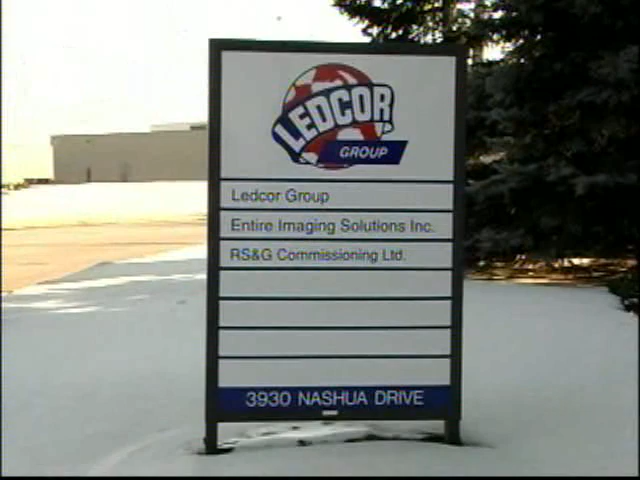 LEDCOR
GROUP
Ledcor Group
Entire Imaging Solutions Inc.
RS&G Commissioning Ltd.
3930 NASHUA DRIVE